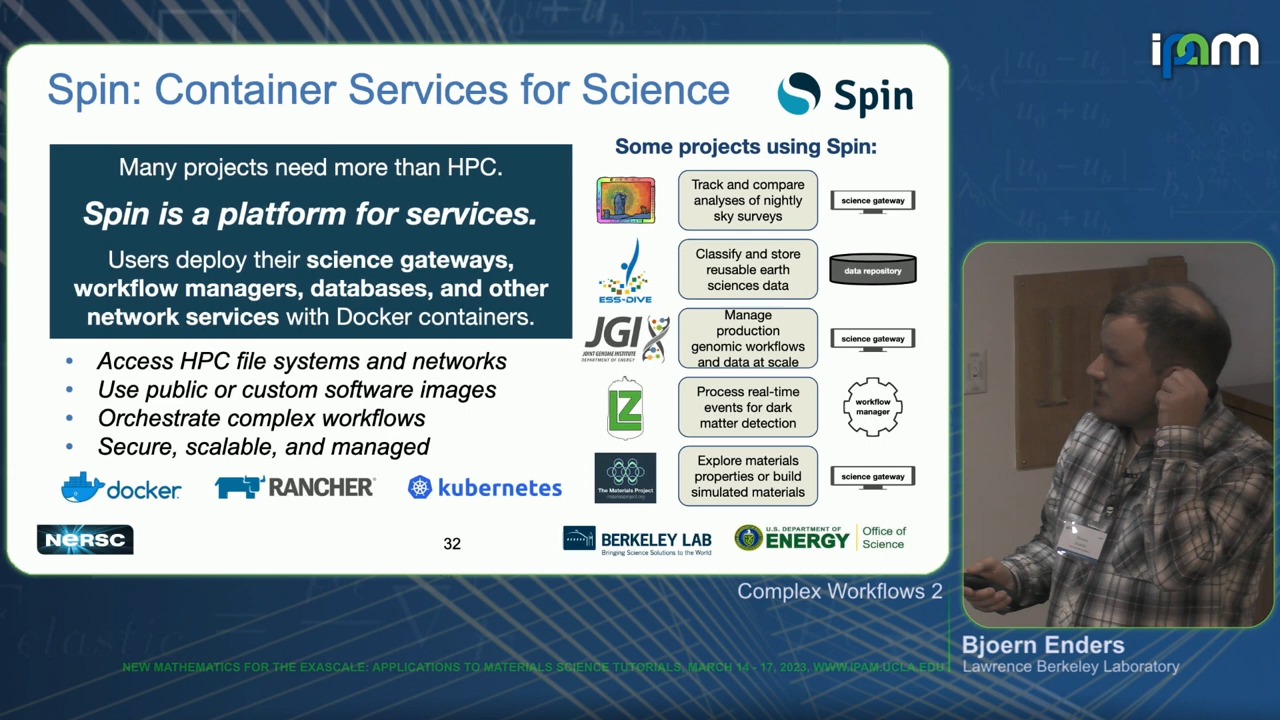 ipam
Spin: Container Services for Science
Spin
Many projects need more than HPC.
Spin is a platform for services.
Users deploy their science gateways,
workflow managers, databases, and other
network services with Docker containers.
• Access HPC file systems and networks
• Use public or custom software images
• Orchestrate complex workflows
• Secure, scalable, and managed
docker
RANCHER
kubernetes
Some projects using Spin:
Track and compare
analyses of nightly
sky surveys
science gateway
ESS-DIVE
Classify and store
reusable earth
sciences data
data repository
JGI
JOINT GENOME INSTITUTE
DEPARTMENT OF ENERGY
Manage
production
genomic workflows
and data at scale
science gateway
LZ
Process real-time
events for dark
matter detection
workflow
manager
The Materials Project
materialsproject.org
Explore materials
properties or build
simulated materials
science gateway
NERSC
32
BERKELEY LAB
Bringing Science Solutions to the World
U.S. DEPARTMENT OF
ENERGY
Office of
Science
Complex Workflows 2
Bjoern Enders
Lawrence Berkeley Laboratory
NEW MATHEMATICS FOR THE EXASCALE: APPLICATIONS TO MATERIALS SCIENCE TUTORIALS, MARCH 14 - 17, 2023, WWW.IPAM.UCLA.EDU